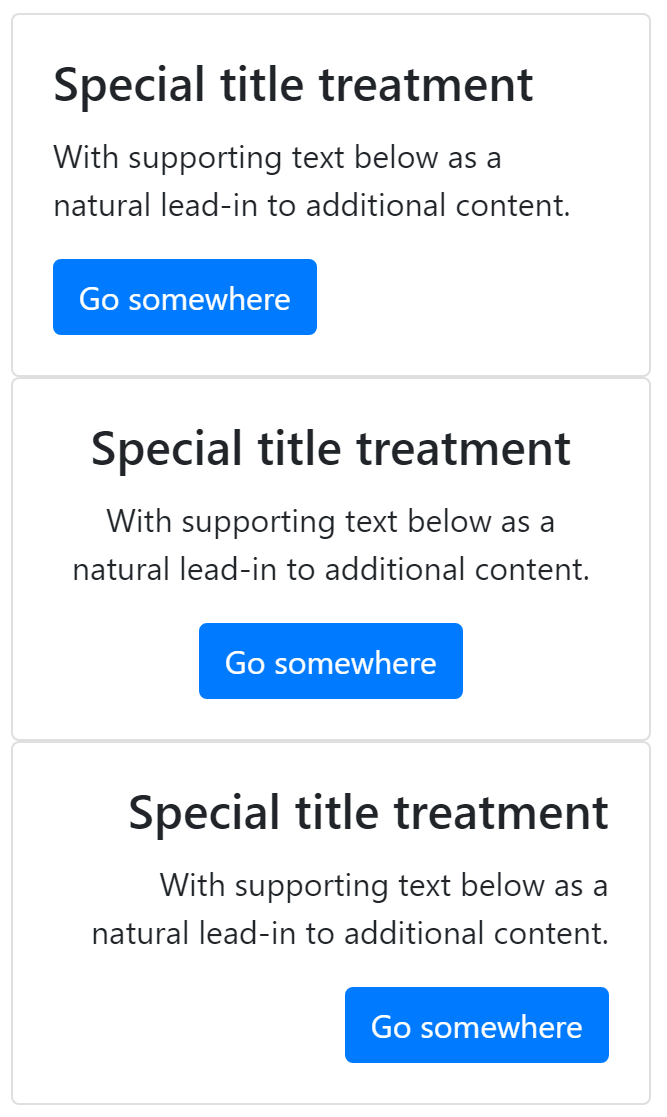 Special title treatment
With supporting text below as a
natural lead-in to additional content.
Go somewhere
Special title treatment
With supporting text below as a
natural lead-in to additional content.
Go somewhere
Special title treatment
With supporting text below as a
natural lead-in to additional content.
Go somewhere